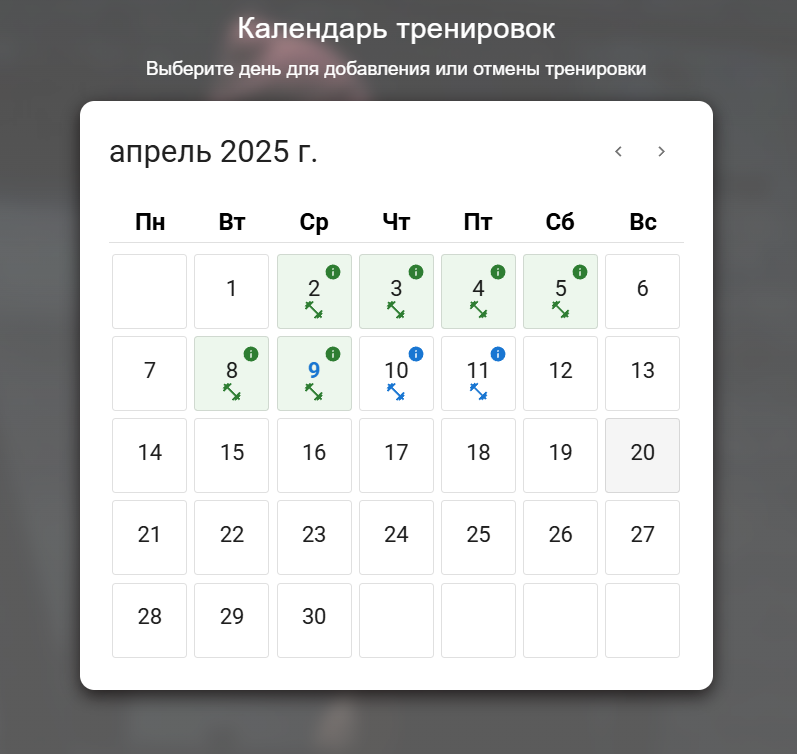 Календарь тренировок
Выберите день для добавления или отмены тренировки
апрель 2025 г.
Пн Вт Ср Чт Пт Сб Вс
1 2 3 4 5 6
7 8 9 10 11 12 13
14 15 16 17 18 19 20
21 22 23 24 25 26 27
28 29 30